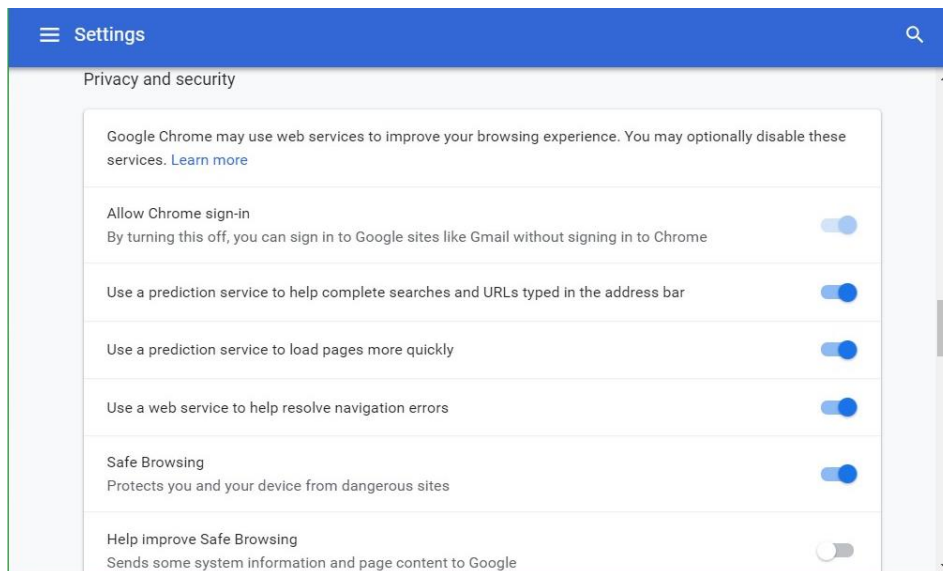 Settings
Privacy and security
Google Chrome may use web services to improve your browsing experience. You may optionally disable these
services. Learn more
Allow Chrome sign-in
By turning this off, you can sign in to Google sites like Gmail without signing in to Chrome
Use a prediction service to help complete searches and URLs typed in the address bar
Use a prediction service to load pages more quickly
Use a web service to help resolve navigation errors
Safe Browsing
Protects you and your device from dangerous sites
Help improve Safe Browsing
Sends some system information and page content to Google